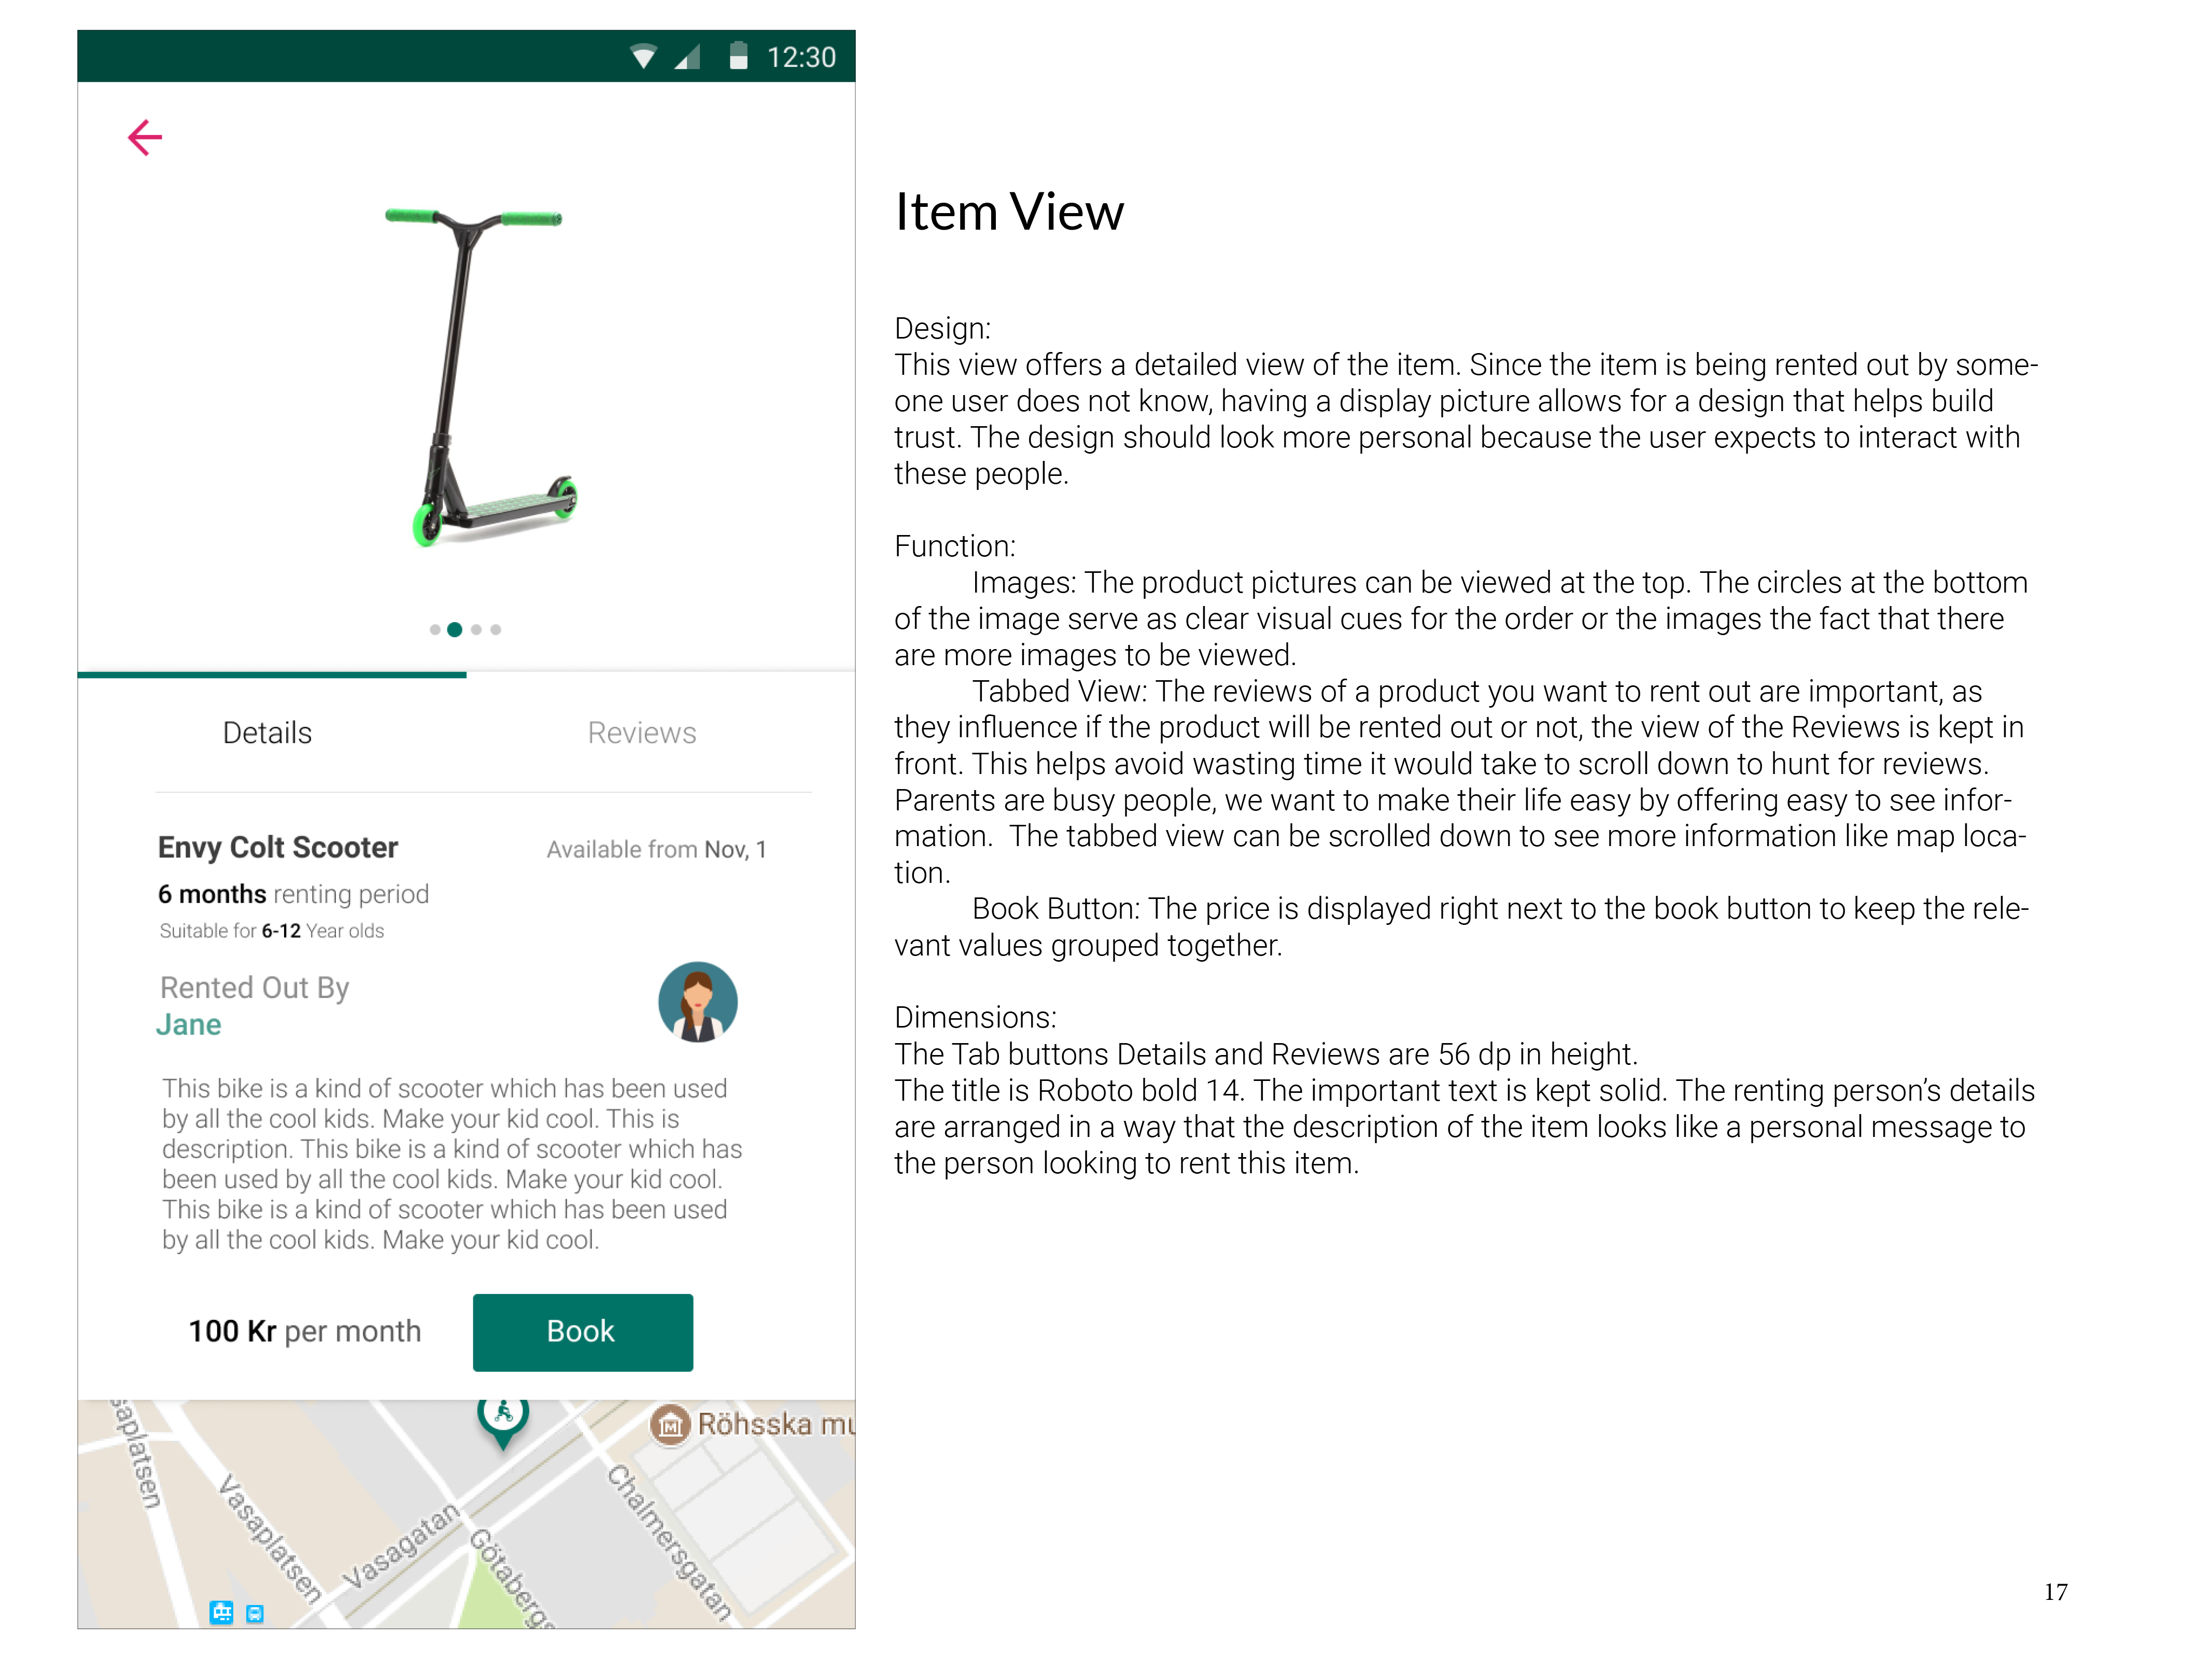 12:30
Details
Reviews
Envy Colt Scooter
Available from Nov, 1
6 months renting period
Suitable for 6-12 Year olds
Rented Out By
Jane
This bike is a kind of scooter which has been used
by all the cool kids. Make your kid cool. This is
description. This bike is a kind of scooter which has
been used by all the cool kids. Make your kid cool.
This bike is a kind of scooter which has been used
by all the cool kids. Make your kid cool.
100 Kr per month
Book
Röhsska mu
saplatsen
Vasaplatsen
Vasagatan
Götabergs
Chalmersgatan
Item View
Design:
This view offers a detailed view of the item. Since the item is being rented out by some-
one user does not know, having a display picture allows for a design that helps build
trust. The design should look more personal because the user expects to interact with
these people.
Function:
Images: The product pictures can be viewed at the top. The circles at the bottom
of the image serve as clear visual cues for the order or the images the fact that there
are more images to be viewed.
Tabbed View: The reviews of a product you want to rent out are important, as
they influence if the product will be rented out or not, the view of the Reviews is kept in
front. This helps avoid wasting time it would take to scroll down to hunt for reviews.
Parents are busy people, we want to make their life easy by offering easy to see infor-
mation.  The tabbed view can be scrolled down to see more information like map loca-
tion.
Book Button: The price is displayed right next to the book button to keep the rele-
vant values grouped together.
Dimensions:
The Tab buttons Details and Reviews are 56 dp in height.
The title is Roboto bold 14. The important text is kept solid. The renting person’s details
are arranged in a way that the description of the item looks like a personal message to
the person looking to rent this item.
17